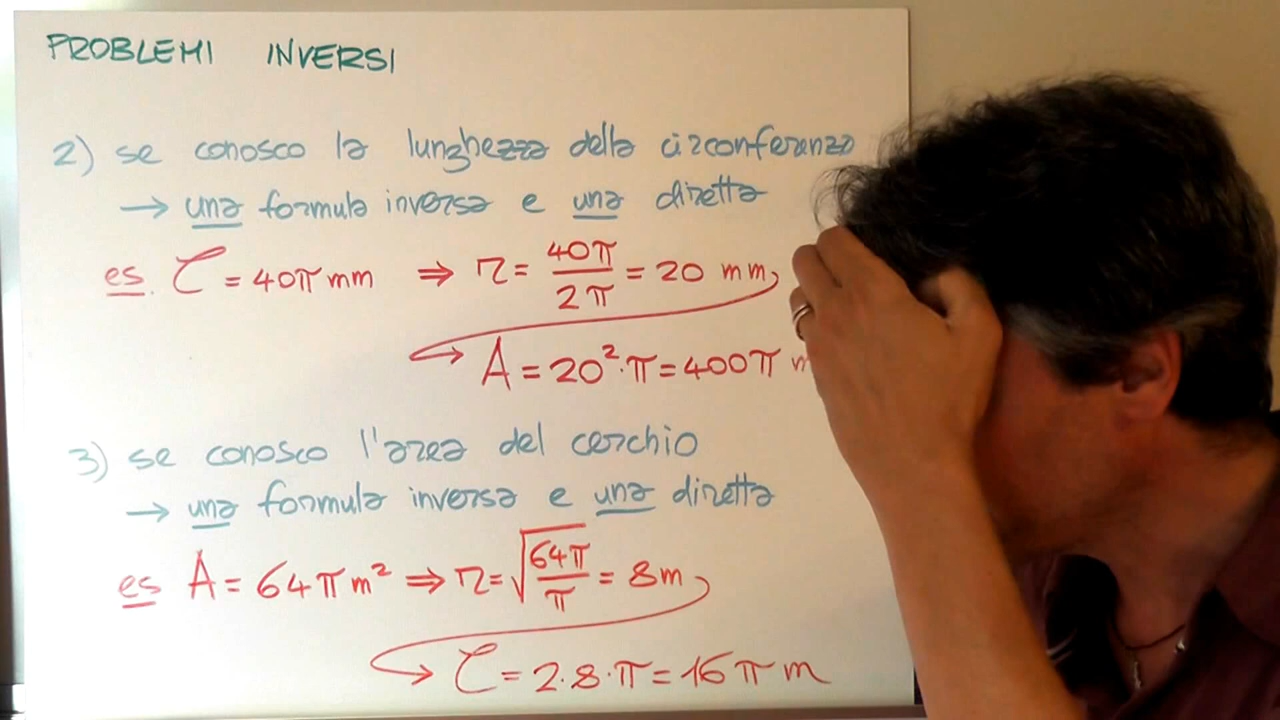 PROBLEMI INVERSI
2) se conosco la lunghezza della circonferenza
→ una formula inversa e una diretta
es. C = 40π mm ⇒ r = 40π / 2π = 20 mm
→ A = 20²·π = 400π
3) se conosco l'area del cerchio
→ una formula inversa e una diretta
es A = 64π m² ⇒ r = √(64π / π) = 8m
→ C = 2·8·π = 16π m